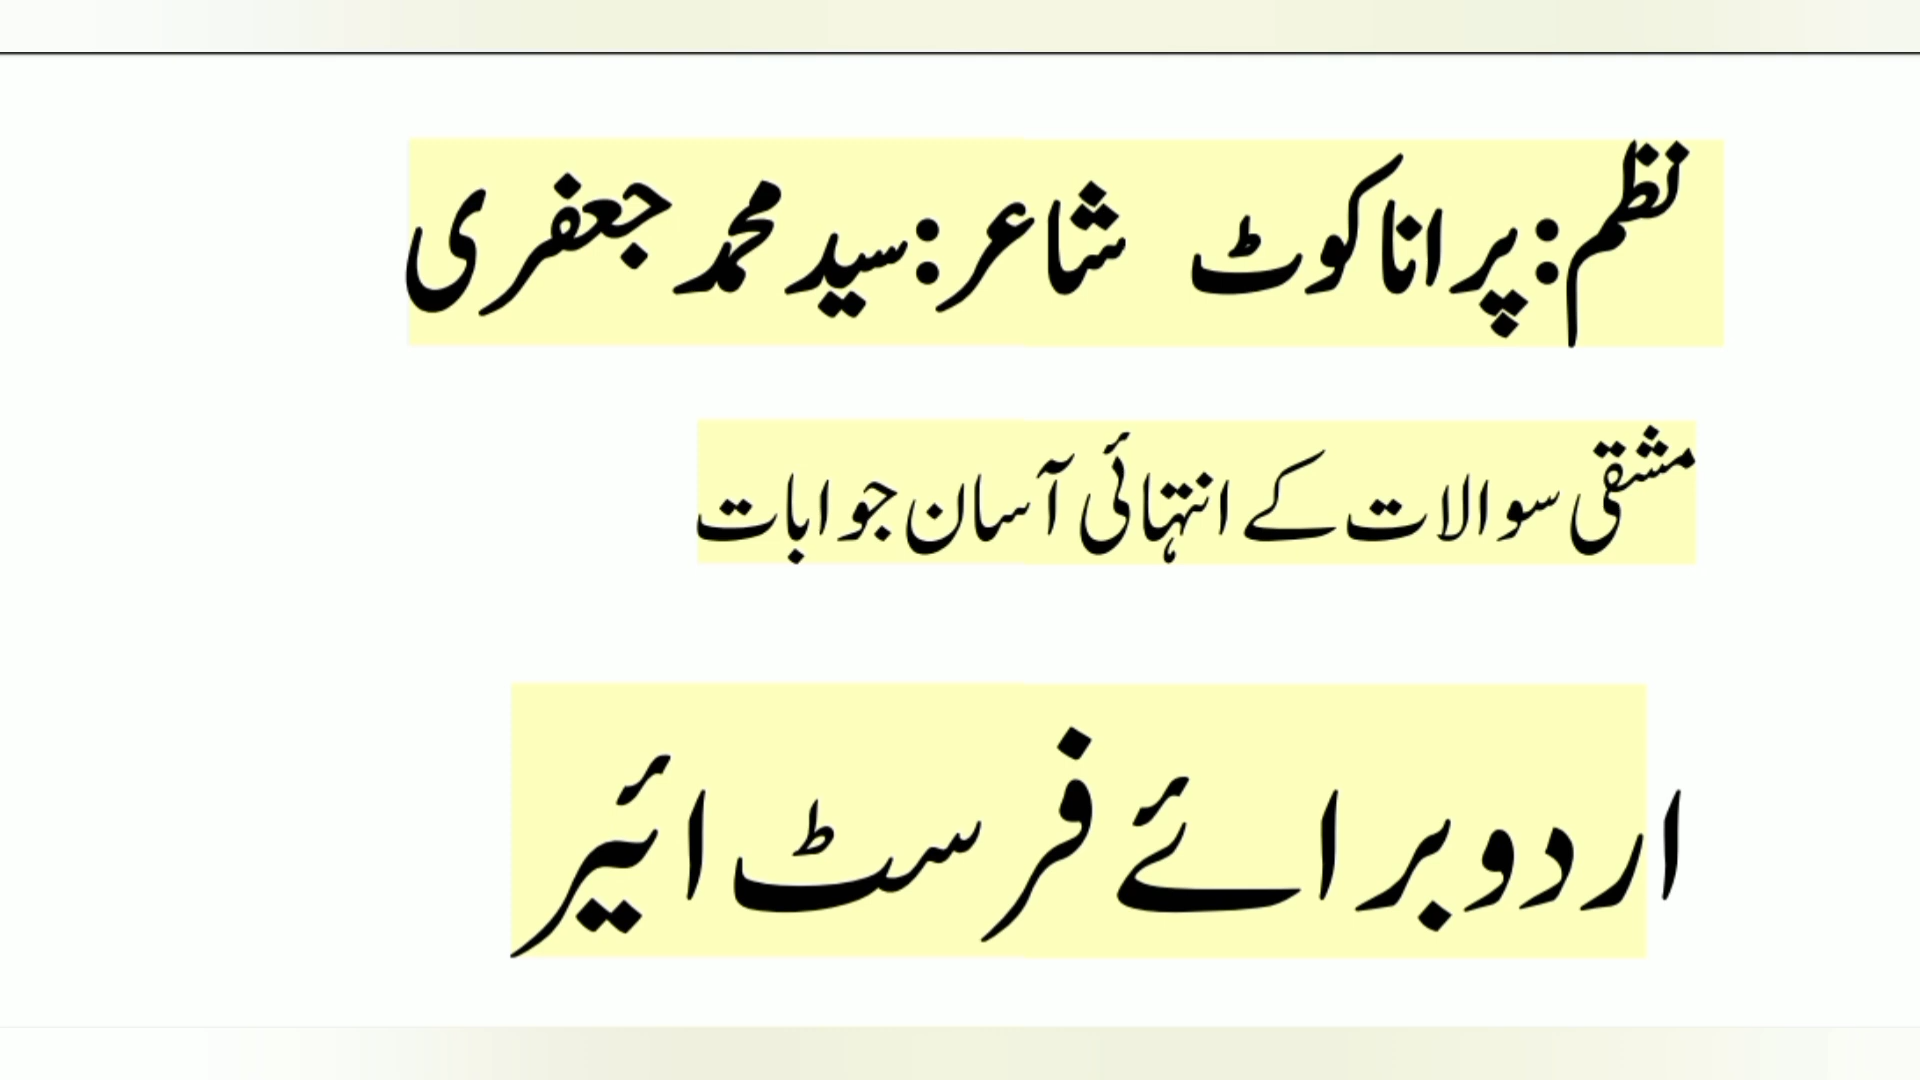 نظم:پرانا کوٹ شاعر:سید محمد جعفری
مشقی سوالات کے انتہائی آسان جوابات
اردو برائے فرسٹ ائیر